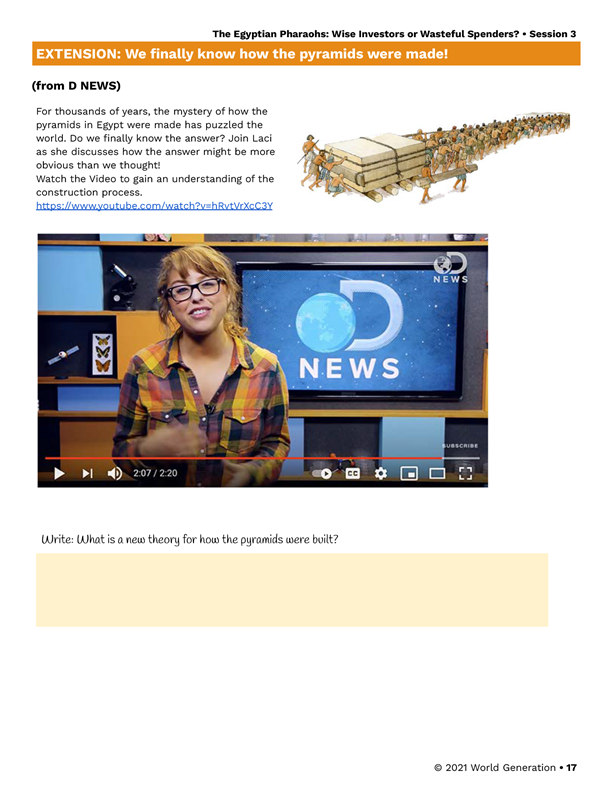 The Egyptian Pharaohs: Wise Investors or Wasteful Spenders? • Session 3
EXTENSION: We finally know how the pyramids were made!
(from D NEWS)
For thousands of years, the mystery of how the
pyramids in Egypt were made has puzzled the
world. Do we finally know the answer? Join Laci
as she discusses how the answer might be more
obvious than we thought!
Watch the Video to gain an understanding of the
construction process.
https://www.youtube.com/watch?v=hRvtVrXcC3Y
D
NEWS
D
NEWS
SUBSCRIBE
2:07 / 2:20
CC
Write: What is a new theory for how the pyramids were built?
© 2021 World Generation • 17